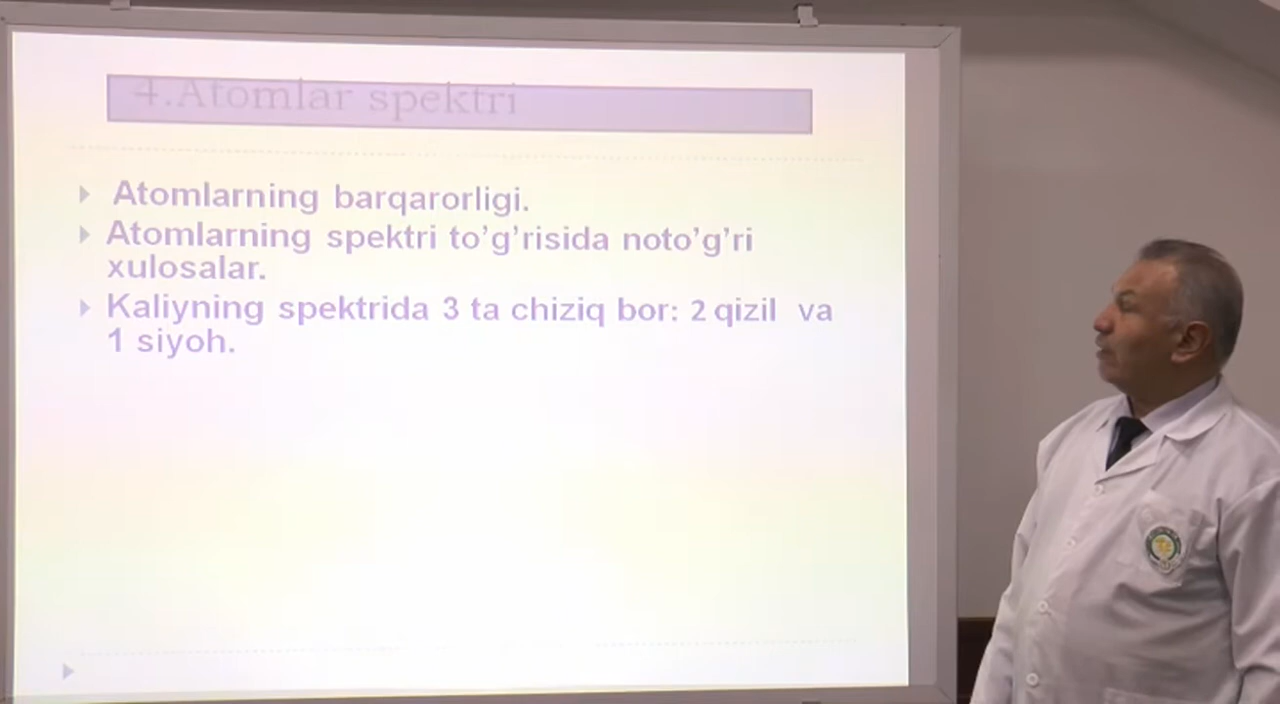 4.Atomlar spektri
Atomlarning barqarorligi.
Atomlarning spektri to’g’risida noto’g’ri
xulosalar.
Kaliyning spektrida 3 ta chiziq bor: 2 qizil va
1 siyoh.